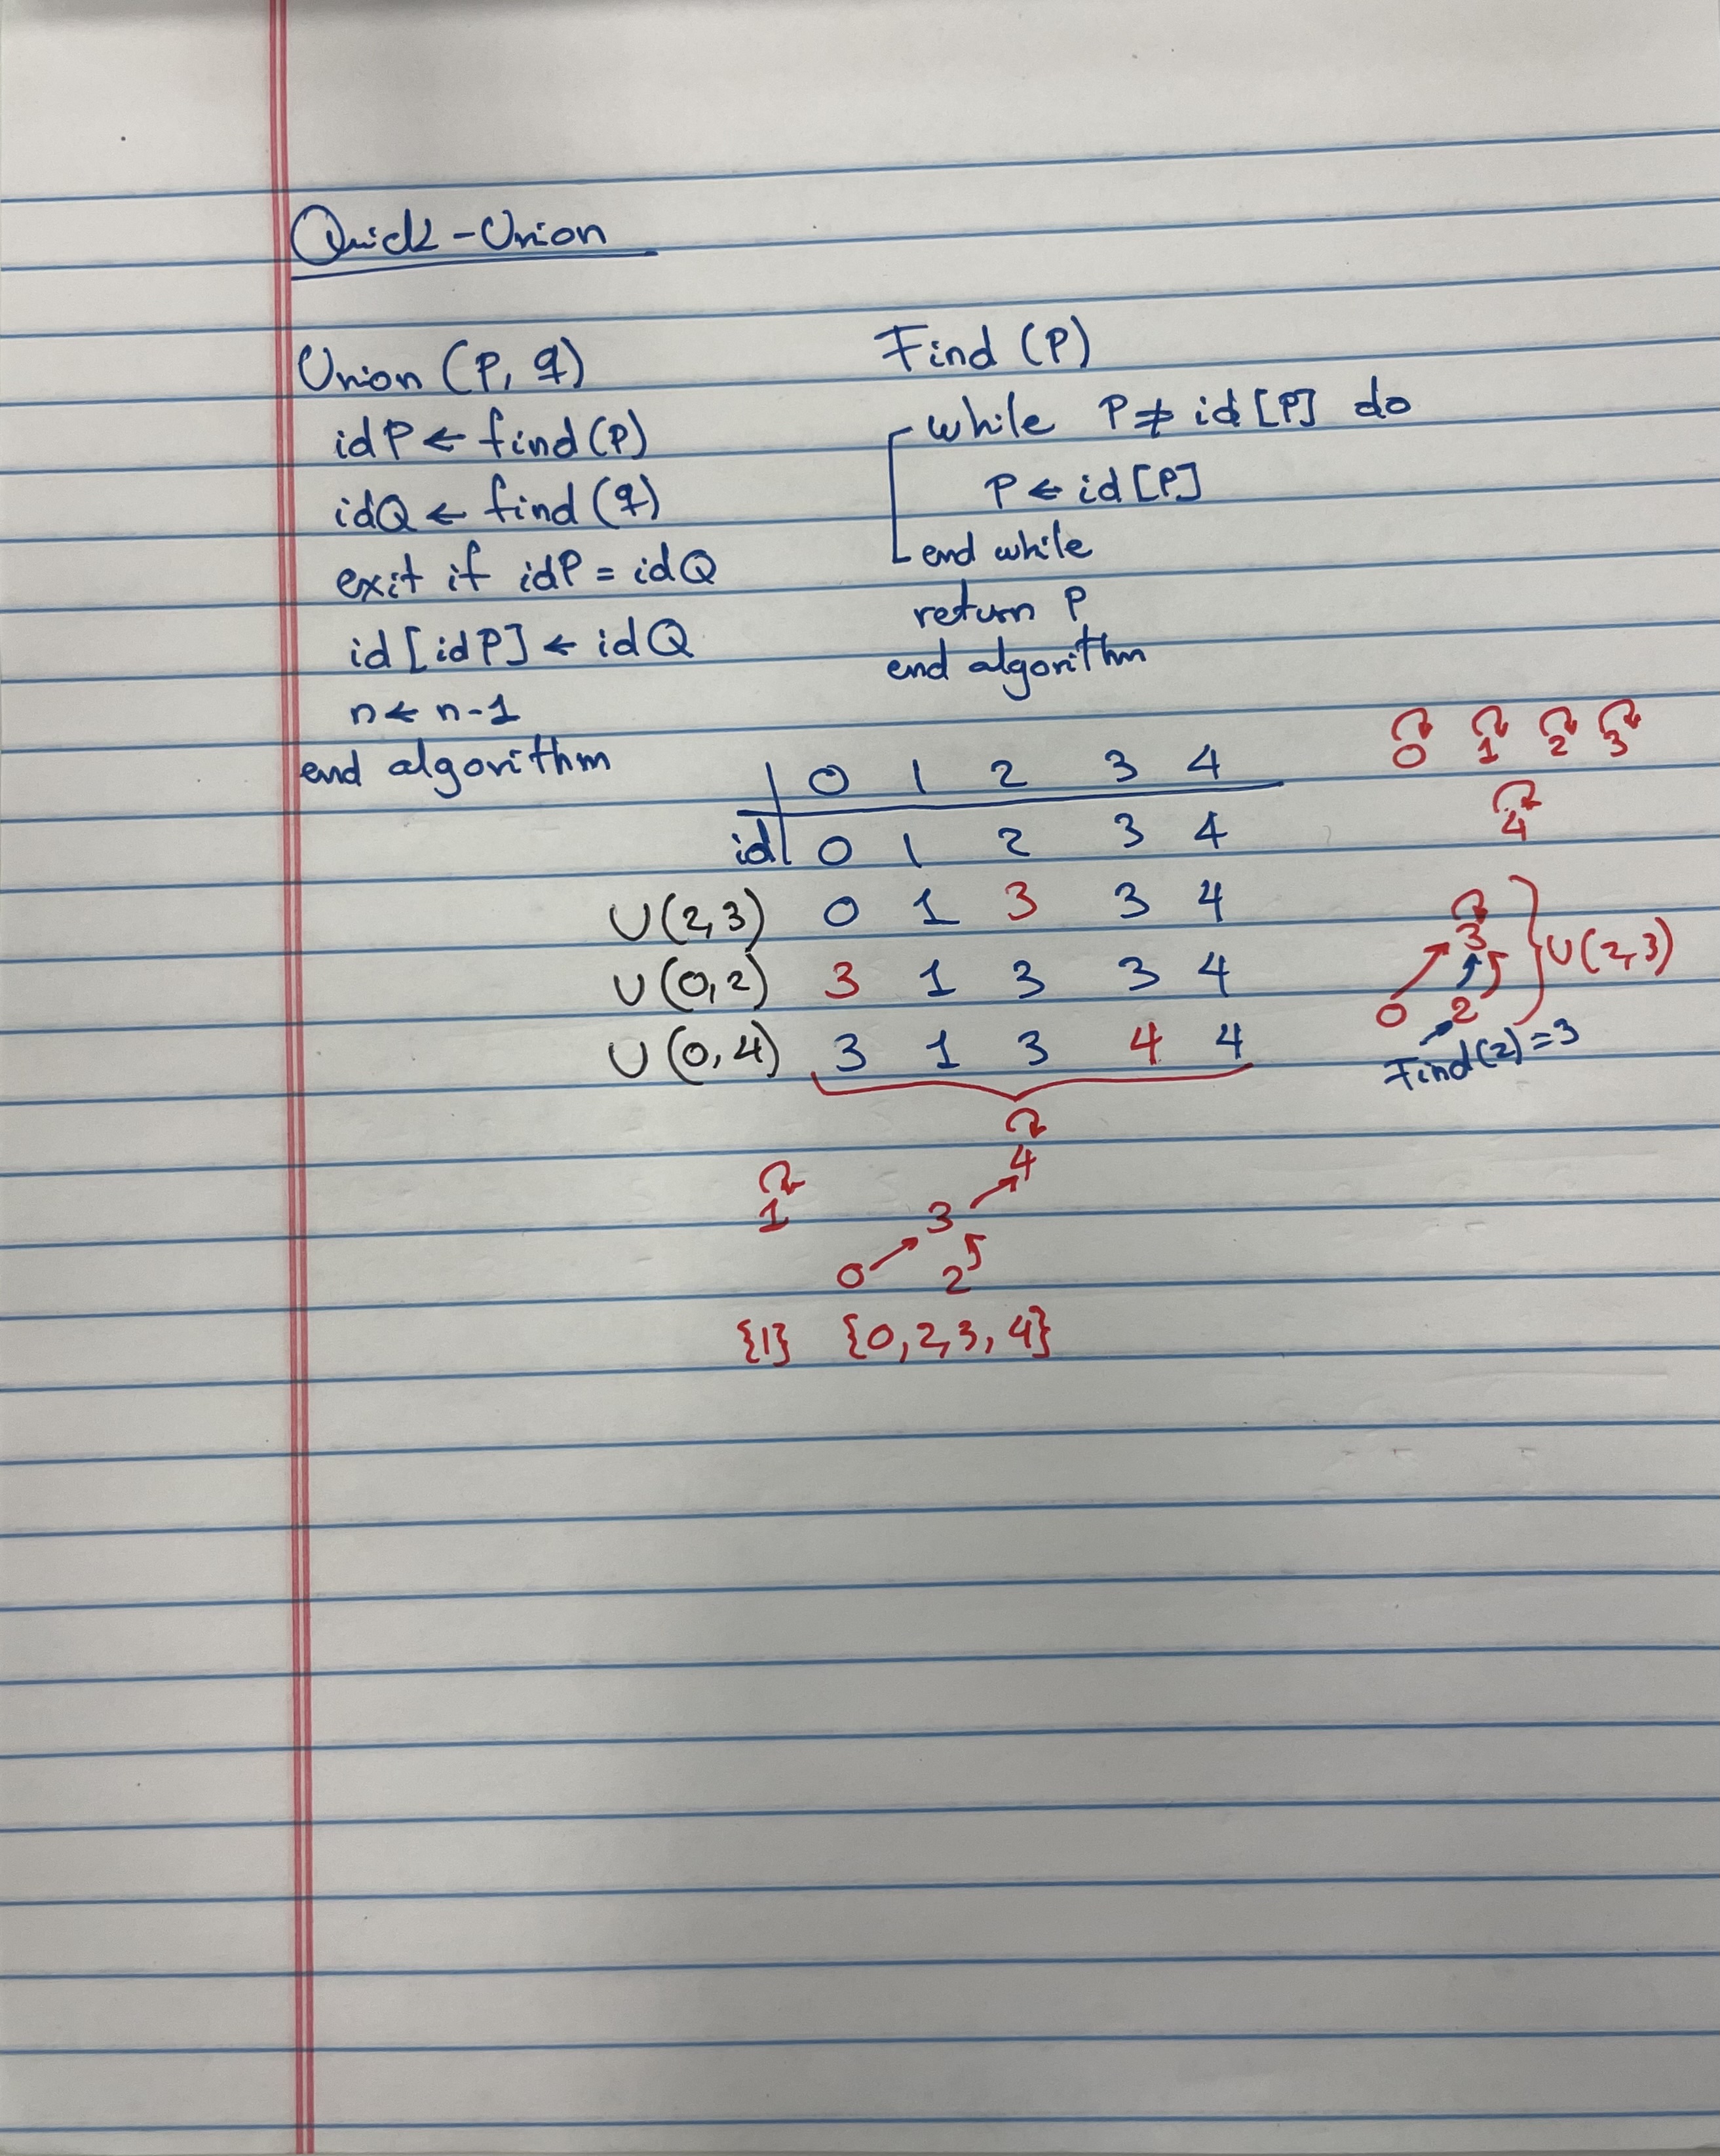 Quick-Union
Union (P, q)
idP ← find(P)
idQ ← find (q)
exit if idP = idQ
id [idP] ← idQ
n ← n-1
end algorithm
Find (P)
while P ≠ id [P] do
P ← id [P]
end while
return P
end algorithm
0 1 2 3
4
0 1 2 3 4
id 0 1 2 3 4
U(2,3) 0 1 3 3 4
U(0,2) 3 1 3 3 4
U(0,4) 3 1 3 4 4
3
0 2
U(2,3)
Find(2)=3
4
1 3
0 2
{1} {0,2,3,4}